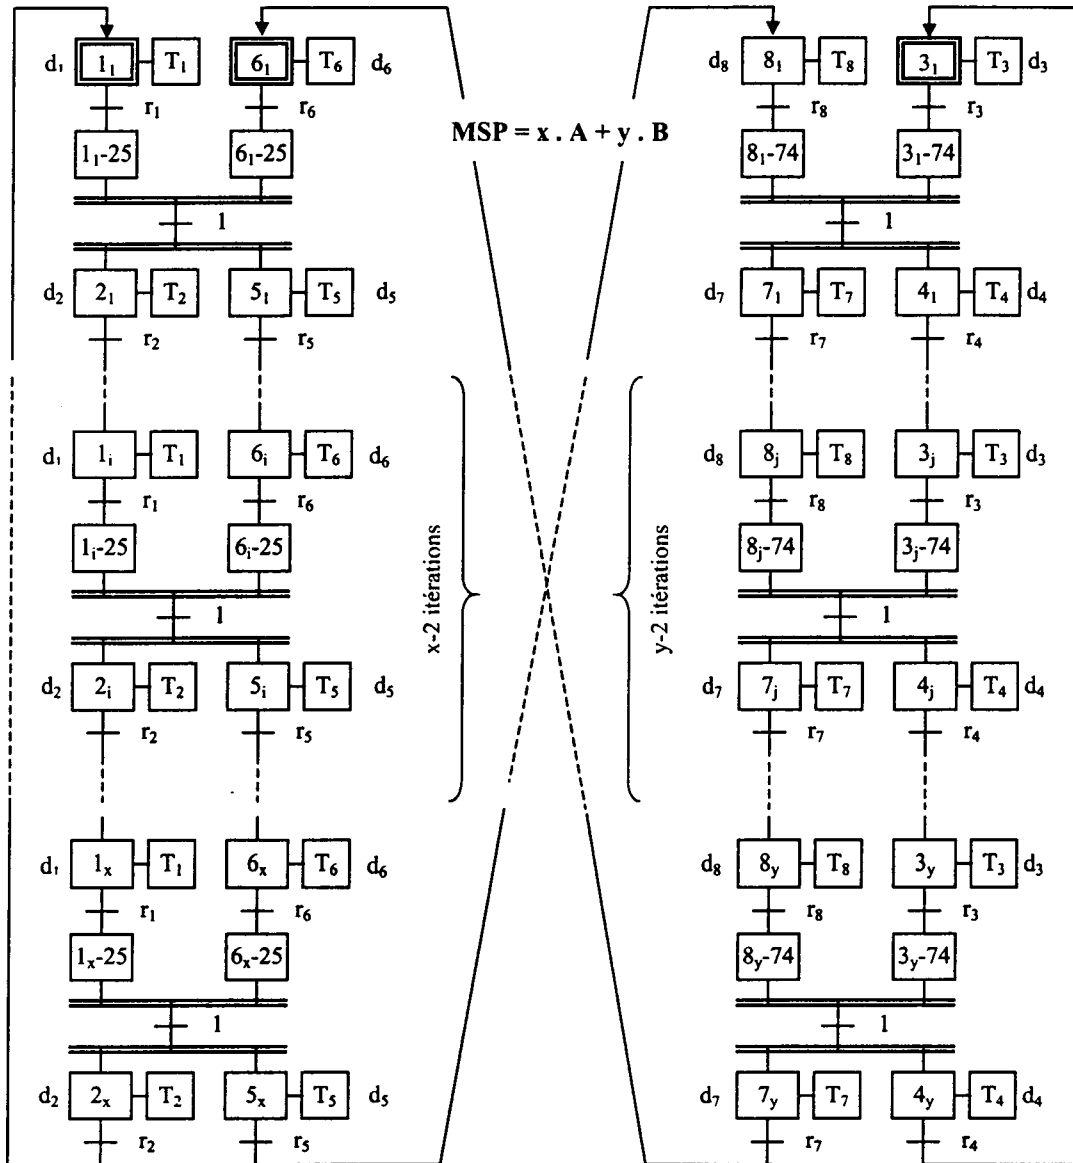 d₁ 1₁ T₁ 6₁ T₆ d₆ d₈ 8₁ T₈ 3₁ T₃ d₃
r₁ r₆ r₈ r₃
MSP = x . A + y . B
1₁-25 6₁-25 8₁-74 3₁-74
1 1
d₂ 2₁ T₂ 5₁ T₅ d₅ d₇ 7₁ T₇ 4₁ T₄ d₄
r₂ r₅ r₇ r₄
d₁ 1ᵢ T₁ 6ᵢ T₆ d₆ d₈ 8ⱼ T₈ 3ⱼ T₃ d₃
r₁ r₆ r₈ r₃
1ᵢ-25 6ᵢ-25 8ⱼ-74 3ⱼ-74
x-2 itérations
y-2 itérations
1 1
d₂ 2ᵢ T₂ 5ᵢ T₅ d₅ d₇ 7ⱼ T₇ 4ⱼ T₄ d₄
r₂ r₅ r₇ r₄
d₁ 1ₓ T₁ 6ₓ T₆ d₆ d₈ 8y T₈ 3y T₃ d₃
r₁ r₆ r₈ r₃
1ₓ-25 6ₓ-25 8y-74 3y-74
1 1
d₂ 2ₓ T₂ 5ₓ T₅ d₅ d₇ 7y T₇ 4y T₄ d₄
r₂ r₅ r₇ r₄